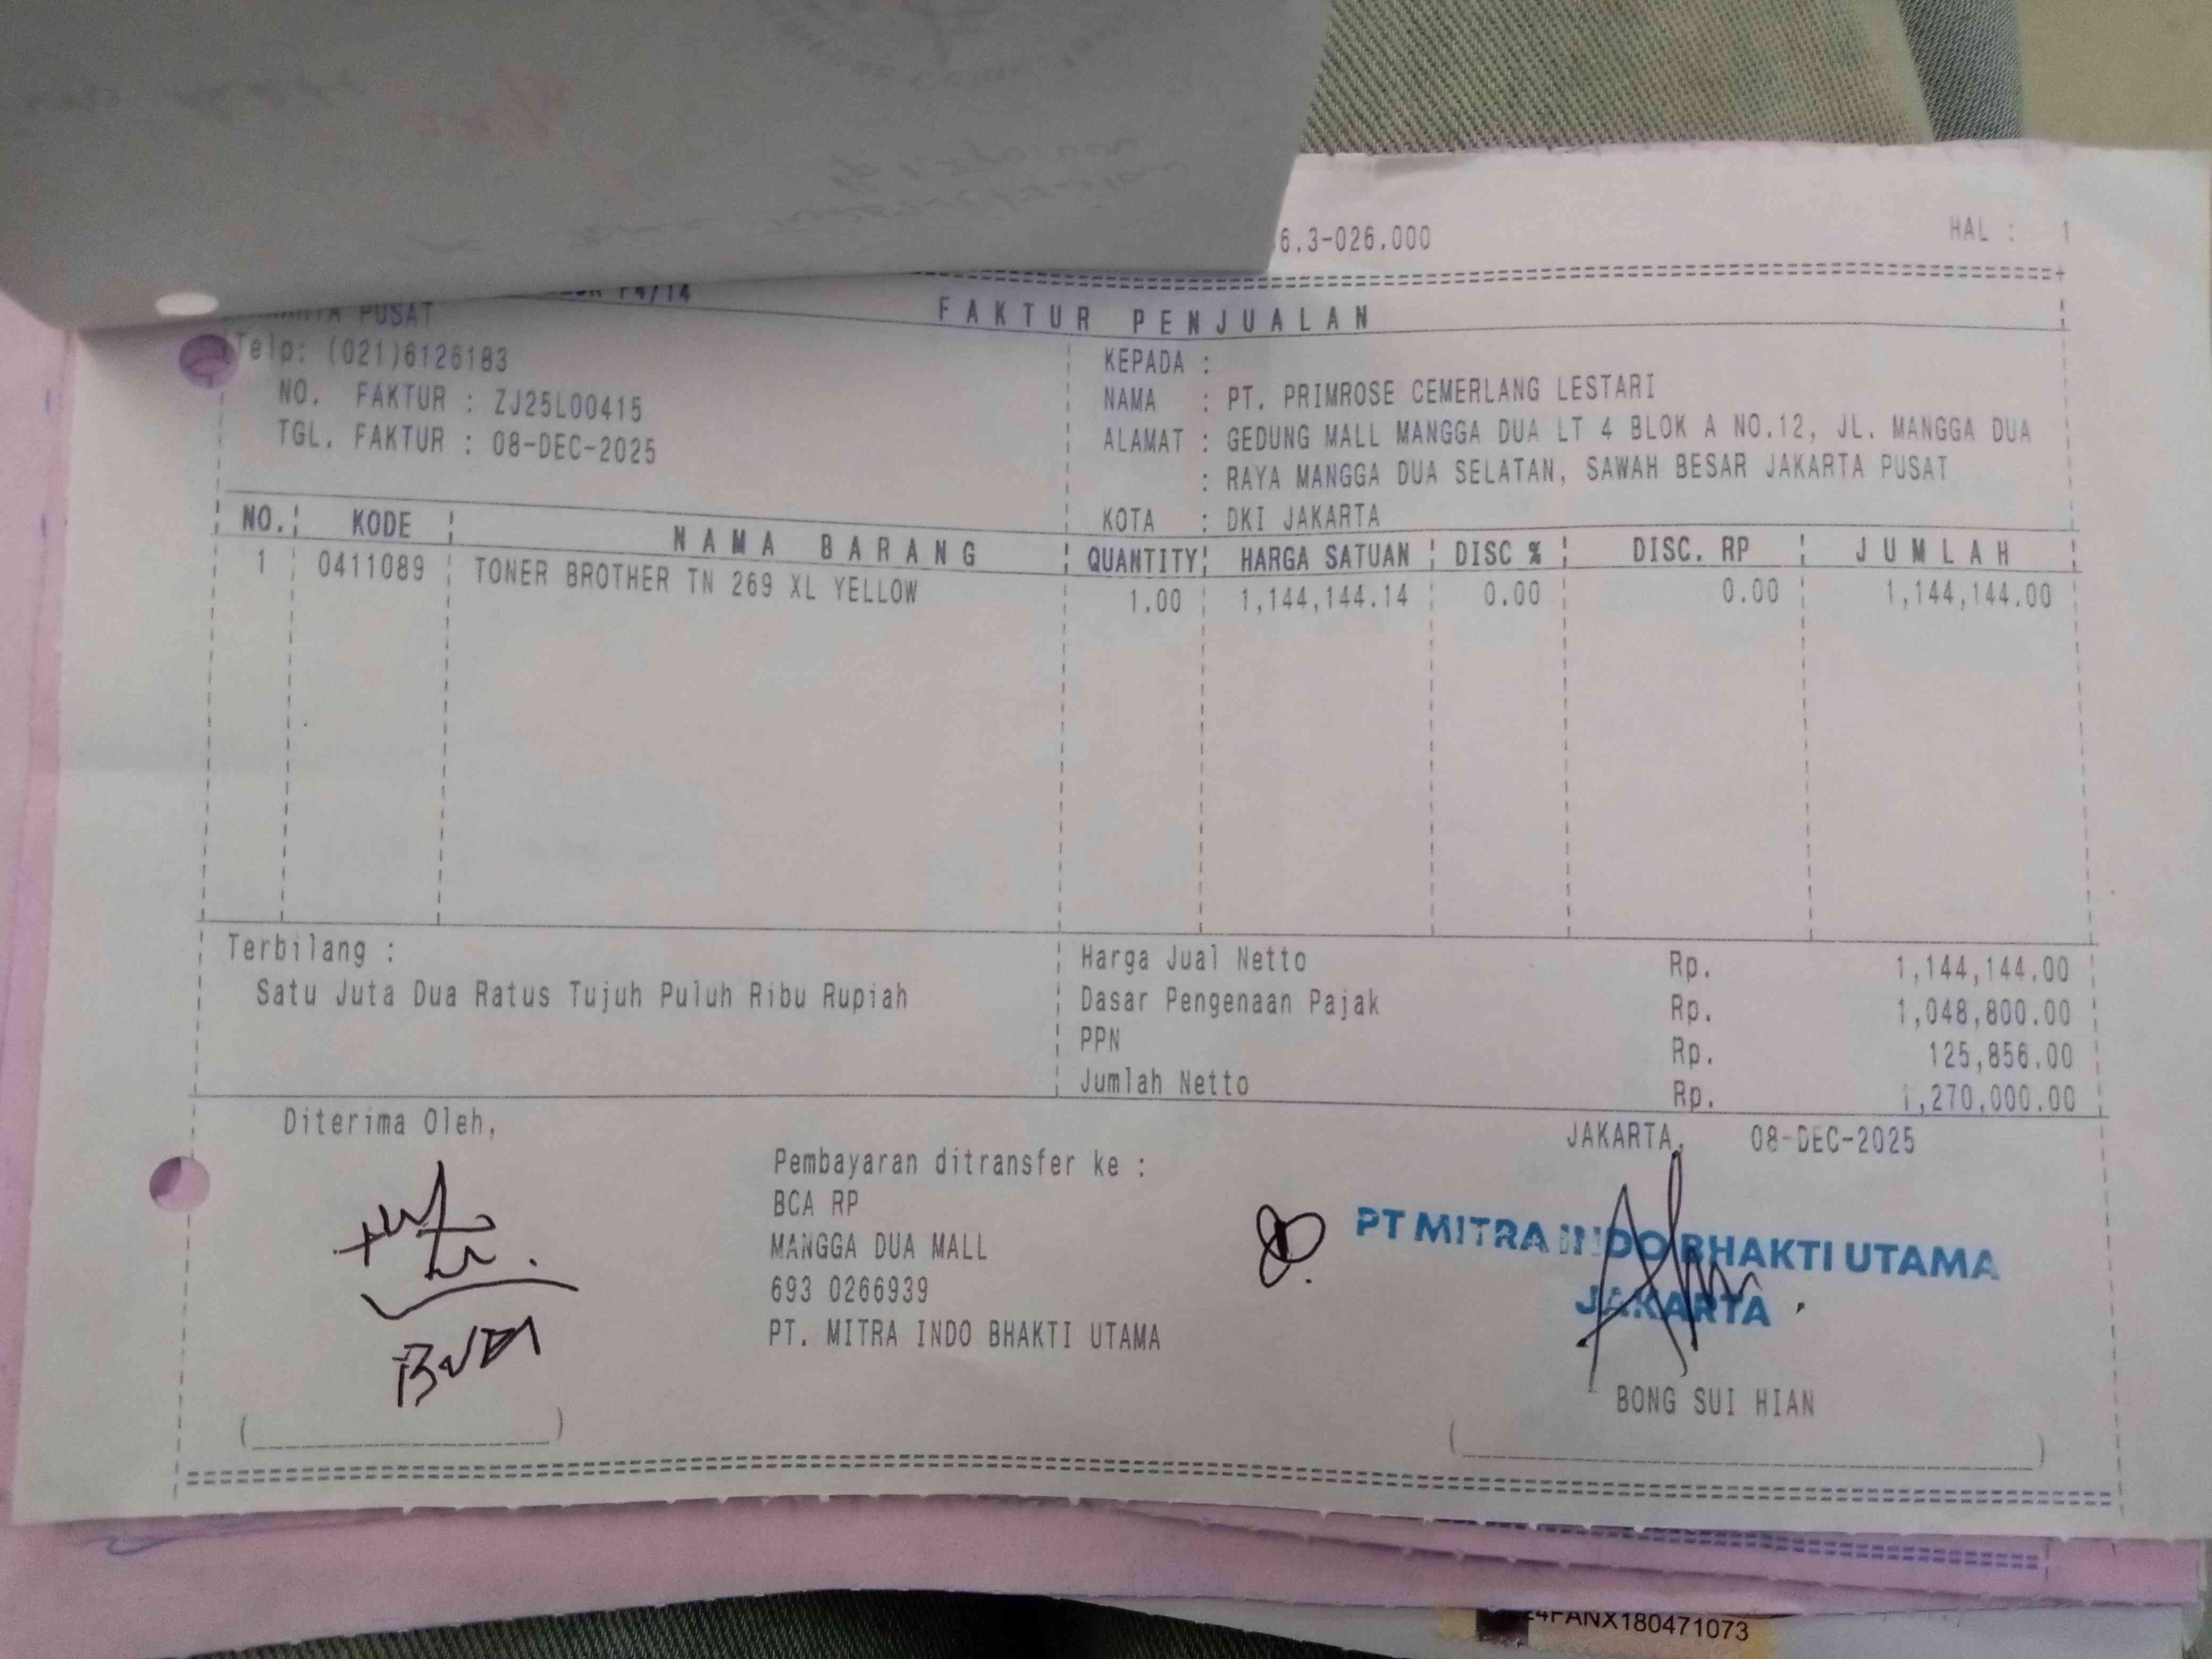 6.3-026.000
HAL : 1
F4/14
FAKTUR PENJUALAN
PUSAT
Telp: (021)6126183
NO. FAKTUR : ZJ25L00415
TGL. FAKTUR : 08-DEC-2025
KEPADA :
NAMA : PT. PRIMROSE CEMERLANG LESTARI
ALAMAT : GEDUNG MALL MANGGA DUA LT 4 BLOK A NO.12, JL. MANGGA DUA
: RAYA MANGGA DUA SELATAN, SAWAH BESAR JAKARTA PUSAT
KOTA : DKI JAKARTA
NO. KODE NAMA BARANG QUANTITY HARGA SATUAN DISC % DISC. RP JUMLAH
1 0411089 TONER BROTHER TN 269 XL YELLOW 1.00 1,144,144.14 0.00 0.00 1,144,144.00
Terbilang :
Satu Juta Dua Ratus Tujuh Puluh Ribu Rupiah
Harga Jual Netto Rp. 1,144,144.00
Dasar Pengenaan Pajak Rp. 1,048,800.00
PPN Rp. 125,856.00
Jumlah Netto Rp. 1,270,000.00
Diterima Oleh,
BUDI
Pembayaran ditransfer ke :
BCA RP
MANGGA DUA MALL
693 0266939
PT. MITRA INDO BHAKTI UTAMA
JAKARTA, 08-DEC-2025
PT MITRA INDO BHAKTI UTAMA
JAKARTA
BONG SUI HIAN
24FANX180471073